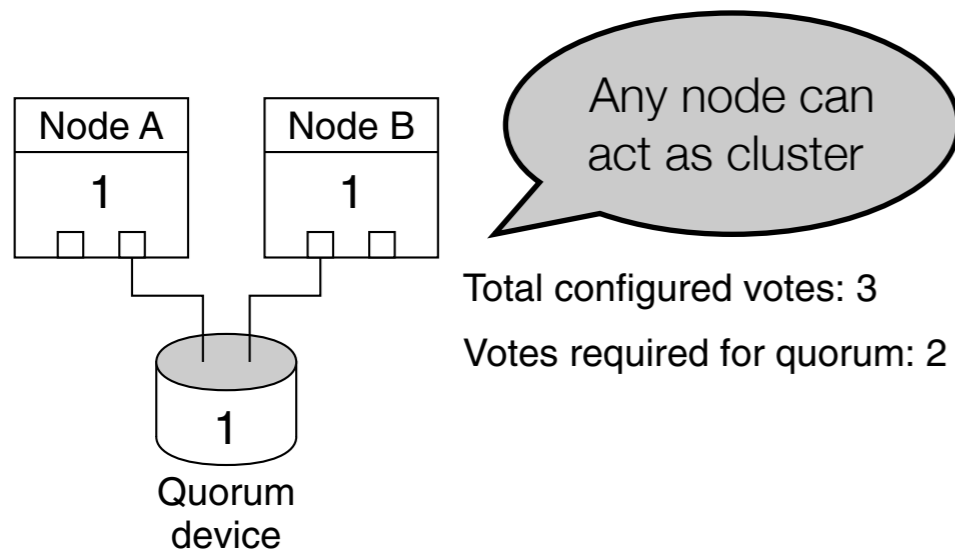 Node A
Node B
1
1
Any node can
act as cluster
Total configured votes: 3
Votes required for quorum: 2
1
Quorum
device